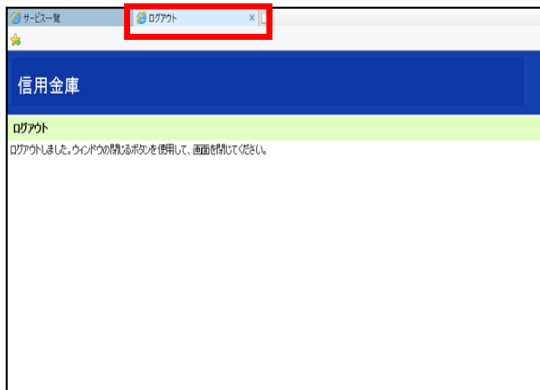 サービス一覧
ログアウト
信用金庫
ログアウト
ログアウトしました。ウィンドウの閉じるボタンを使用して、画面を閉じてください。